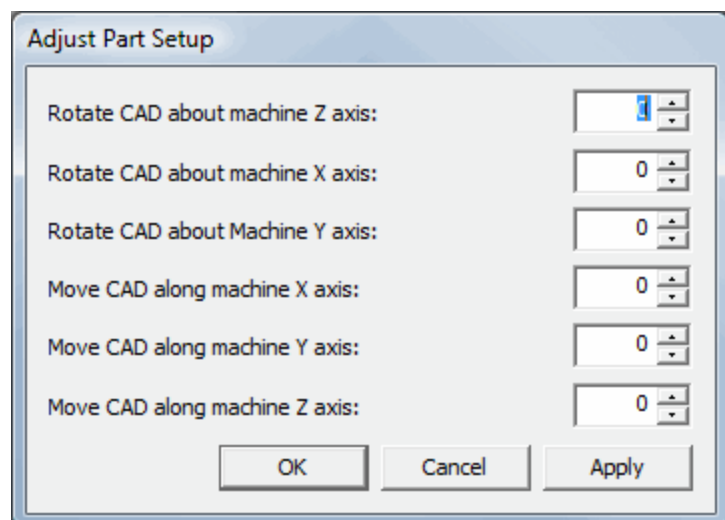 Adjust Part Setup
Rotate CAD about machine Z axis: 0
Rotate CAD about machine X axis: 0
Rotate CAD about Machine Y axis: 0
Move CAD along machine X axis: 0
Move CAD along machine Y axis: 0
Move CAD along machine Z axis: 0
OK Cancel Apply